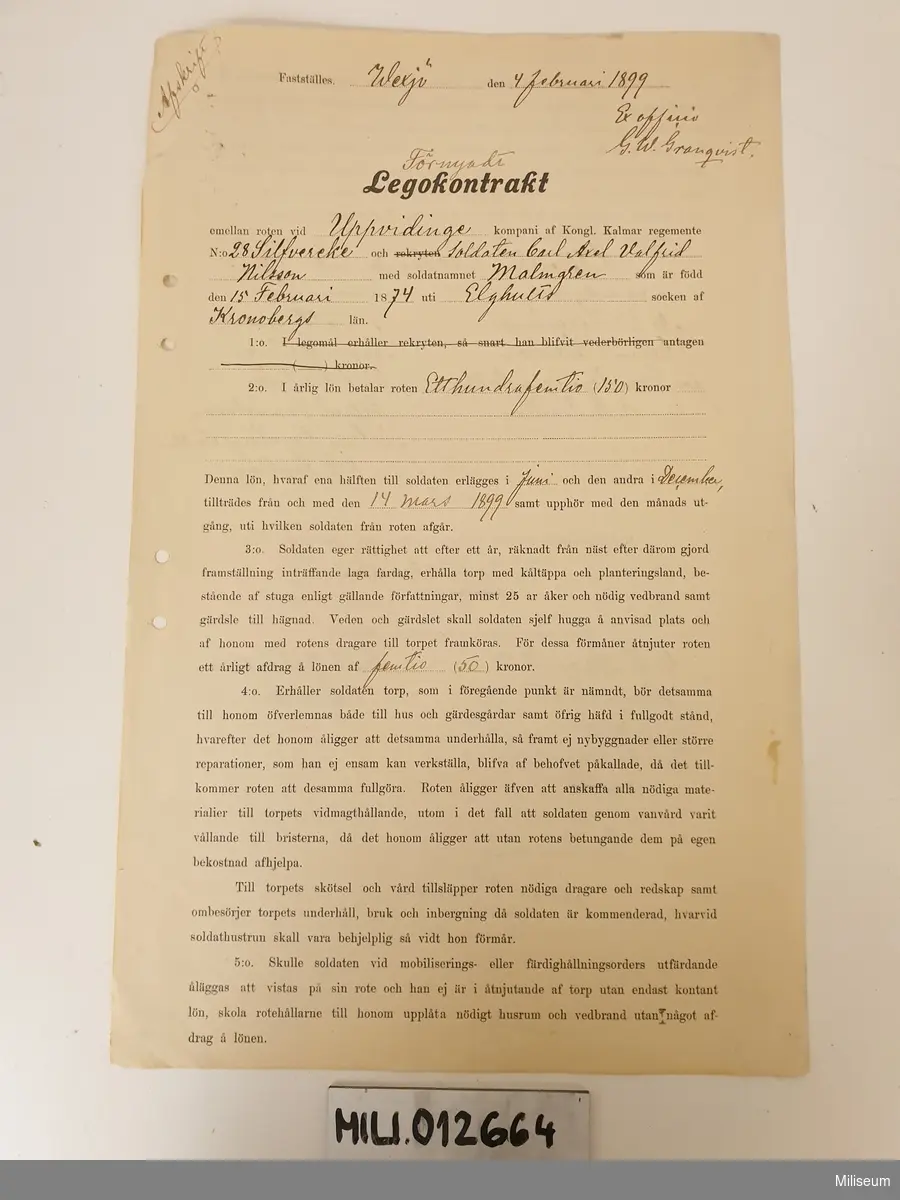 Afskrift
Fastställes. Wexjö den 4 februari 1899
Ex officio
G. W. Granqvist.
Förnyadt
Legokontrakt
emellan roten vid Uppvidinge kompani af Kongl. Kalmar regemente
N:o 28 Silfvereke och rekryten Soldaten Carl Axel Valfrid
Nilsson med soldatnamnet Malmgren som är född
den 15 Februari 1874 uti Elghults socken af
Kronobergs län.
1:o. I legomål erhåller rekryten, så snart han blifvit vederbörligen antagen
( ) kronor.
2:o. I årlig lön betalar roten Etthundrafemtio (150) kronor
Denna lön, hvaraf ena hälften till soldaten erlägges i Juni och den andra i December,
tillträdes från och med den 14 mars 1899 samt upphör med den månads ut-
gång, uti hvilken soldaten från roten afgår.
3:o. Soldaten eger rättighet att efter ett år, räknadt från näst efter därom gjord
framställning inträffande laga fardag, erhålla torp med kåltäppa och planteringsland, be-
stående af stuga enligt gällande författningar, minst 25 ar åker och nödig vedbrand samt
gärdsle till hägnad. Veden och gärdslet skall soldaten sjelf hugga å anvisad plats och
af honom med rotens dragare till torpet framköras. För dessa förmåner åtnjuter roten
ett årligt afdrag å lönen af femtio (50) kronor.
4:o. Erhåller soldaten torp, som i föregående punkt är nämndt, bör detsamma
till honom öfverlemnas både till hus och gärdesgårdar samt öfrig häfd i fullgodt stånd,
hvarefter det honom åligger att detsamma underhålla, så framt ej nybyggnader eller större
reparationer, som han ej ensam kan verkställa, blifva af behofvet påkallade, då det till-
kommer roten att desamma fullgöra. Roten åligger äfven att anskaffa alla nödiga mate-
rialier till torpets vidmagthållande, utom i det fall att soldaten genom vanvård varit
vållande till bristerna, då det honom åligger att utan rotens betungande dem på egen
bekostnad afhjelpa.
Till torpets skötsel och vård tillsläpper roten nödiga dragare och redskap samt
ombesörjer torpets underhåll, bruk och inbergning då soldaten är kommenderad, hvarvid
soldathustrun skall vara behjelplig så vidt hon förmår.
5:o. Skulle soldaten vid mobiliserings- eller färdighållningsorders utfärdande
åläggas att vistas på sin rote och han ej är i åtnjutande af torp utan endast kontant
lön, skola rotehållarne till honom upplåta nödigt husrum och vedbrand utan något af-
drag å lönen.
MILI.012664
Miliseum